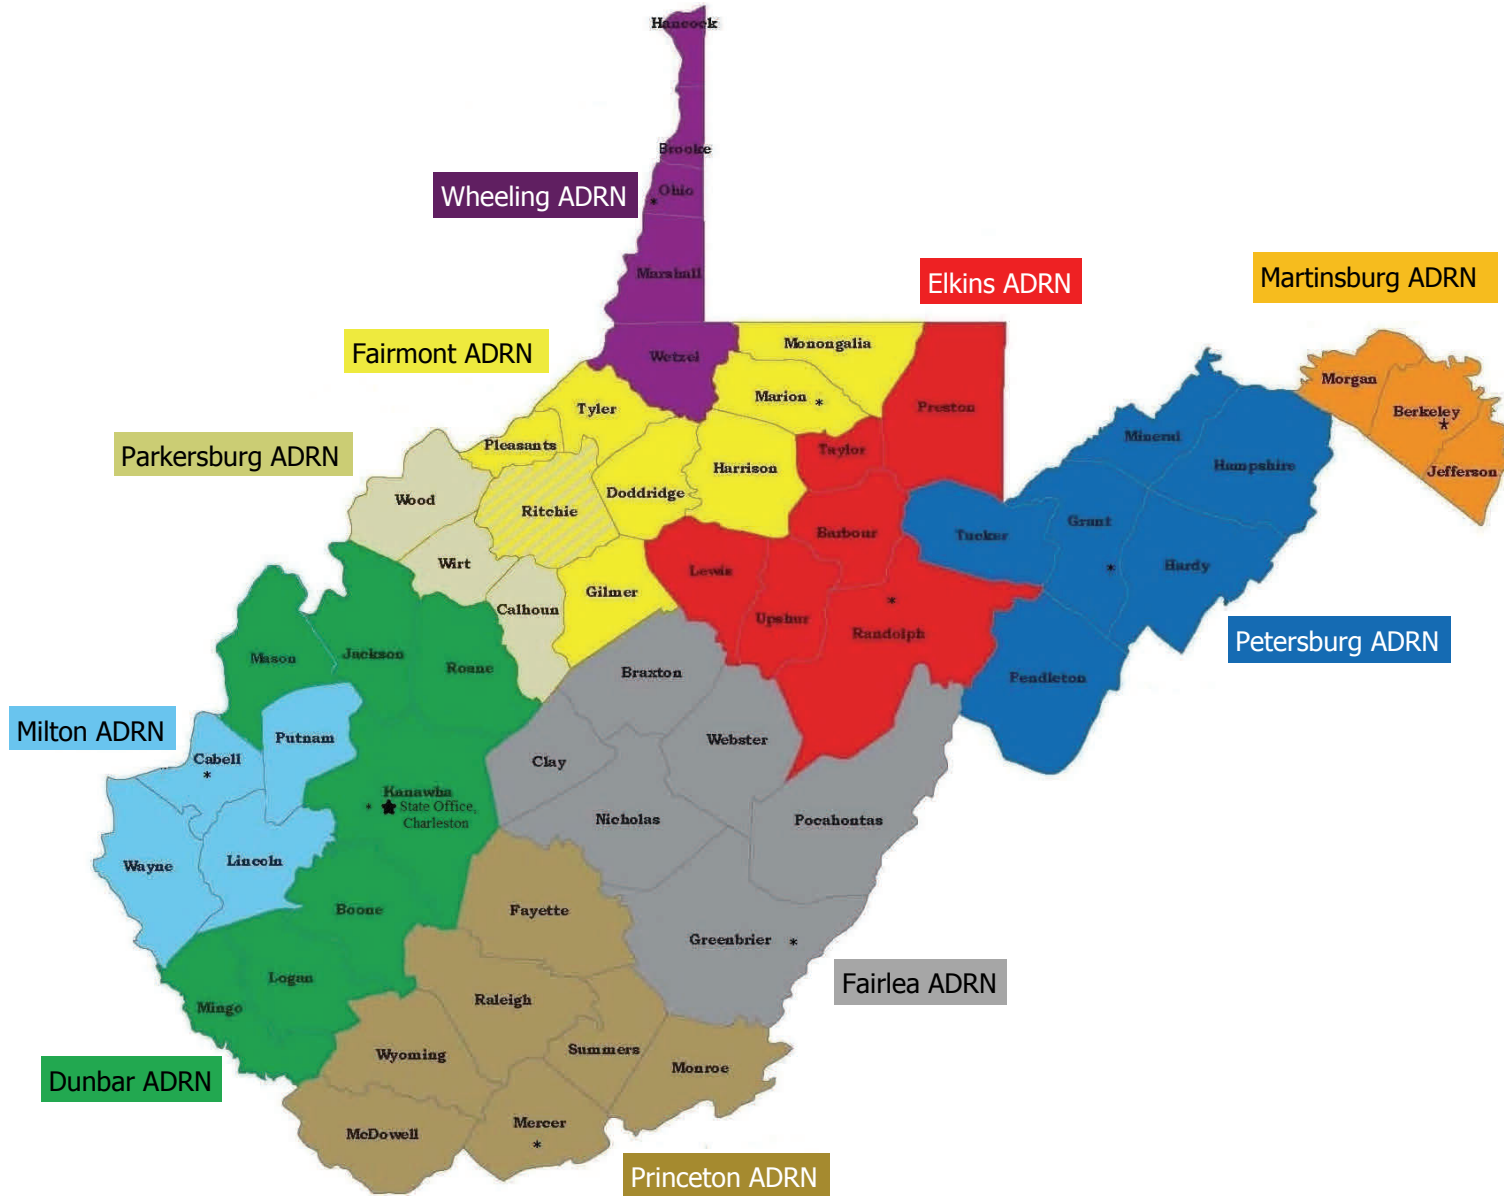 Hancock
Brooke
Wheeling ADRN
Ohio
*
Marshall
Elkins ADRN
Martinsburg ADRN
Fairmont ADRN
Wetzel
Monongalia
Marion *
Preston
Morgan
Berkeley
*
Jefferson
Tyler
Pleasants
Parkersburg ADRN
Taylor
Mineral
Hampshire
Harrison
Doddridge
Wood
Ritchie
Barbour
Tucker
Grant
*
Hardy
Wirt
Lewis
Gilmer
Calhoun
Upshur
*
Randolph
Petersburg ADRN
Mason
Jackson
Roane
Braxton
Pendleton
Milton ADRN
Putnam
Cabell
*
Webster
Clay
Kanawha
* ★ State Office,
Charleston
Nicholas
Pocahontas
Wayne
Lincoln
Boone
Fayette
Greenbrier *
Fairlea ADRN
Logan
Mingo
Raleigh
Wyoming
Summers
Monroe
Dunbar ADRN
McDowell
Mercer
*
Princeton ADRN